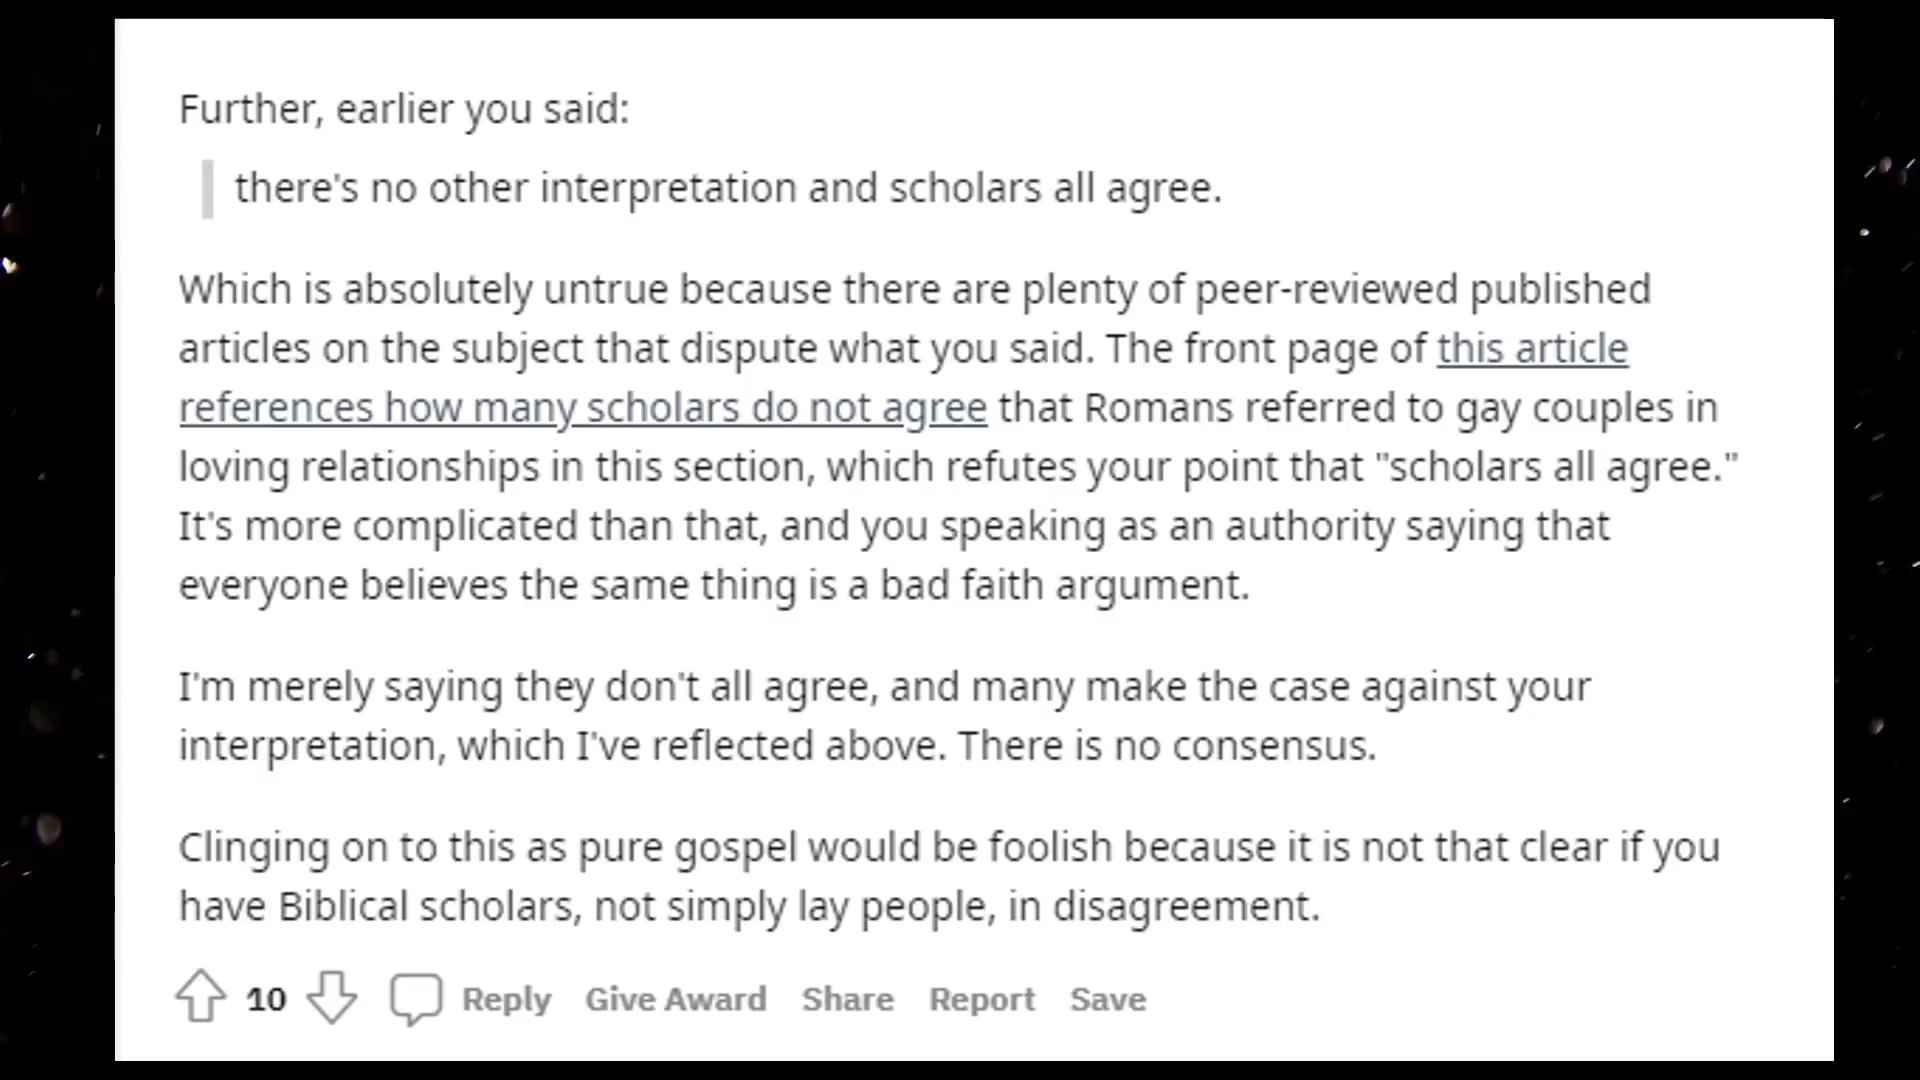 Further, earlier you said:
there's no other interpretation and scholars all agree.
Which is absolutely untrue because there are plenty of peer-reviewed published
articles on the subject that dispute what you said. The front page of this article
references how many scholars do not agree that Romans referred to gay couples in
loving relationships in this section, which refutes your point that "scholars all agree."
It's more complicated than that, and you speaking as an authority saying that
everyone believes the same thing is a bad faith argument.
I'm merely saying they don't all agree, and many make the case against your
interpretation, which I've reflected above. There is no consensus.
Clinging on to this as pure gospel would be foolish because it is not that clear if you
have Biblical scholars, not simply lay people, in disagreement.
10 Reply Give Award Share Report Save